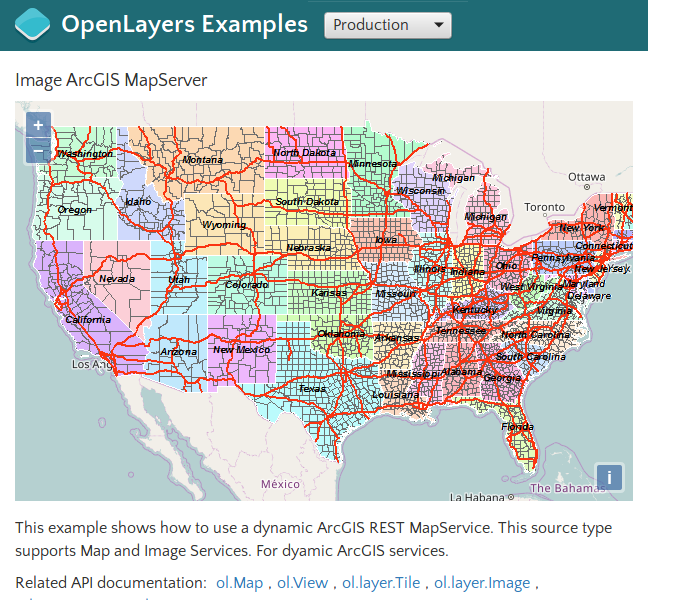 OpenLayers Examples
Production
Image ArcGIS MapServer
+
−
Washington
Montana
North Dakota
Minnesota
Michigan
Ottawa
Oregon
Idaho
South Dakota
Wisconsin
Michigan
Toronto
Vermont
Wyoming
Nebraska
Iowa
New York
Connecticut
Nevada
Utah
Colorado
Kansas
Missouri
Illinois
Indiana
Ohio
Pennsylvania
New Jersey
West Virginia
Maryland
Delaware
California
Kentucky
Virginia
Arizona
New Mexico
Oklahoma
Arkansas
Tennessee
North Carolina
South Carolina
Los Ang
Texas
Louisiana
Mississippi
Alabama
Georgia
Florida
México
i
The Bahamas
La Habana
This example shows how to use a dynamic ArcGIS REST MapService. This source type
supports Map and Image Services. For dyamic ArcGIS services.
Related API documentation: ol.Map , ol.View , ol.layer.Tile , ol.layer.Image ,